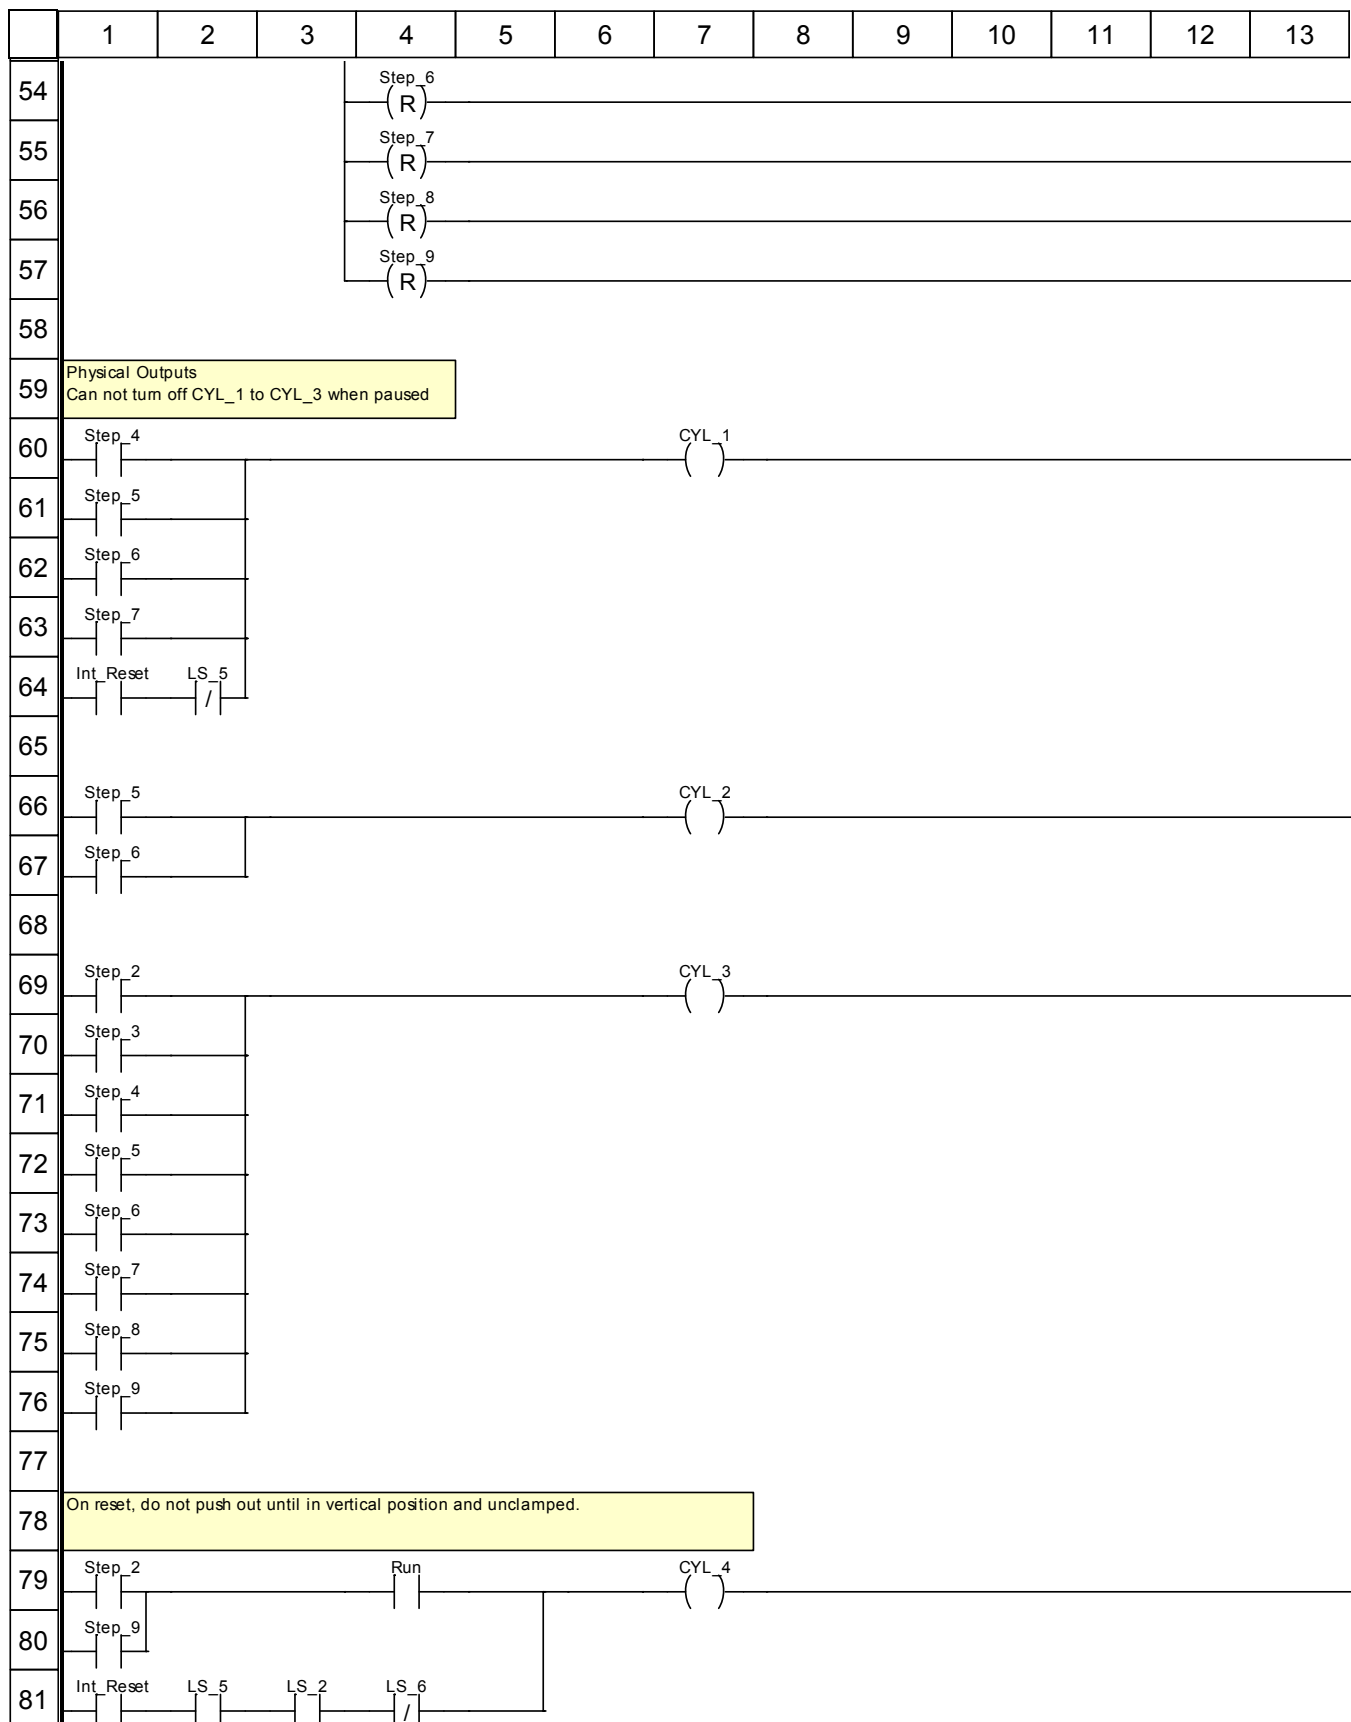 1 2 3 4 5 6 7 8 9 10 11 12 13
54 Step_6
( R )
55 Step_7
( R )
56 Step_8
( R )
57 Step_9
( R )
58
59 Physical Outputs
Can not turn off CYL_1 to CYL_3 when paused
60 Step_4 CYL_1
( )
61 Step_5
62 Step_6
63 Step_7
64 Int_Reset LS_5
/
65
66 Step_5 CYL_2
( )
67 Step_6
68
69 Step_2 CYL_3
( )
70 Step_3
71 Step_4
72 Step_5
73 Step_6
74 Step_7
75 Step_8
76 Step_9
77
78 On reset, do not push out until in vertical position and unclamped.
79 Step_2 Run CYL_4
( )
80 Step_9
81 Int_Reset LS_5 LS_2 LS_6
/